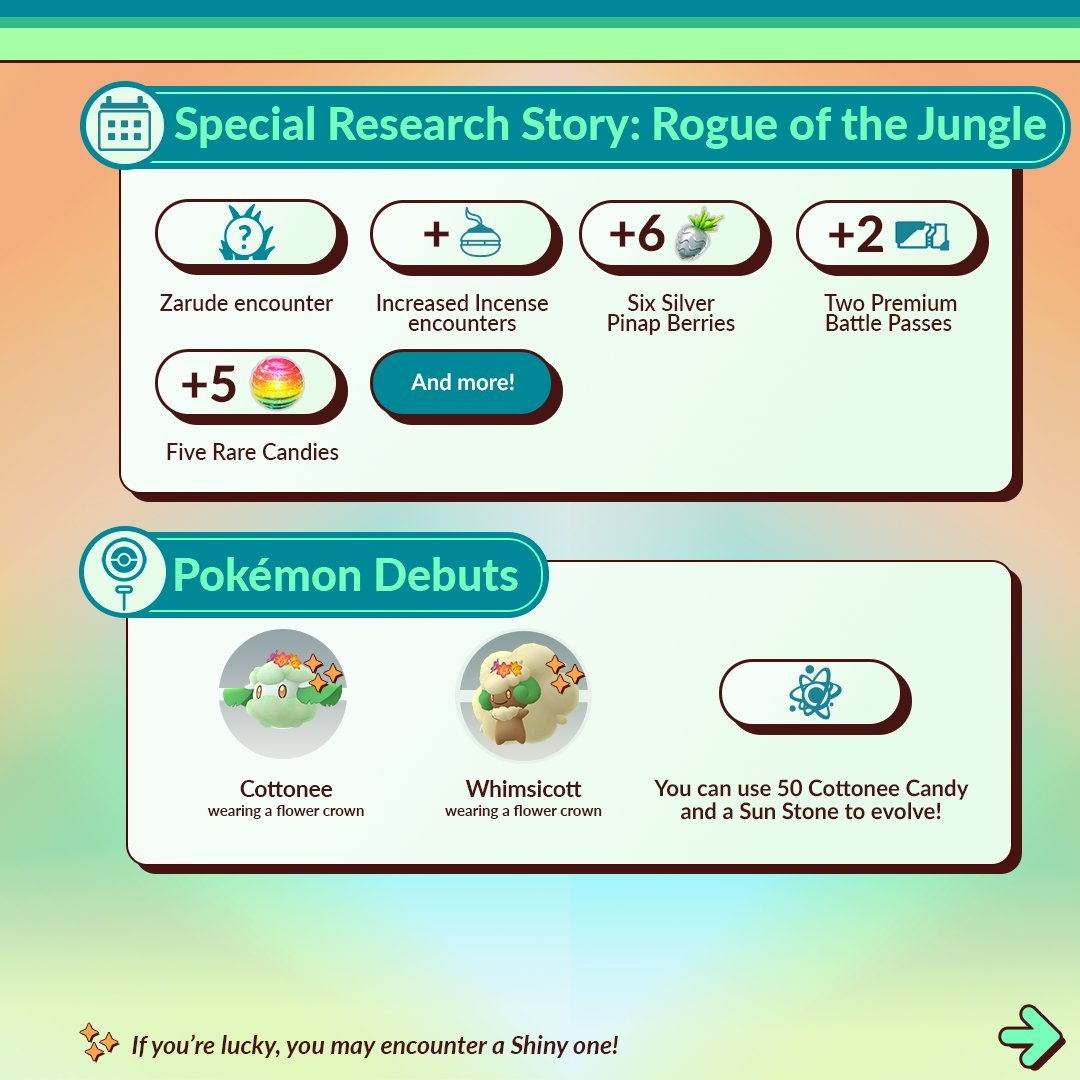 Special Research Story: Rogue of the Jungle
?
+
+6
+2
Zarude encounter
Increased Incense
encounters
Six Silver
Pinap Berries
Two Premium
Battle Passes
+5
And more!
Five Rare Candies
Pokémon Debuts
Cottonee
wearing a flower crown
Whimsicott
wearing a flower crown
You can use 50 Cottonee Candy
and a Sun Stone to evolve!
If you're lucky, you may encounter a Shiny one!